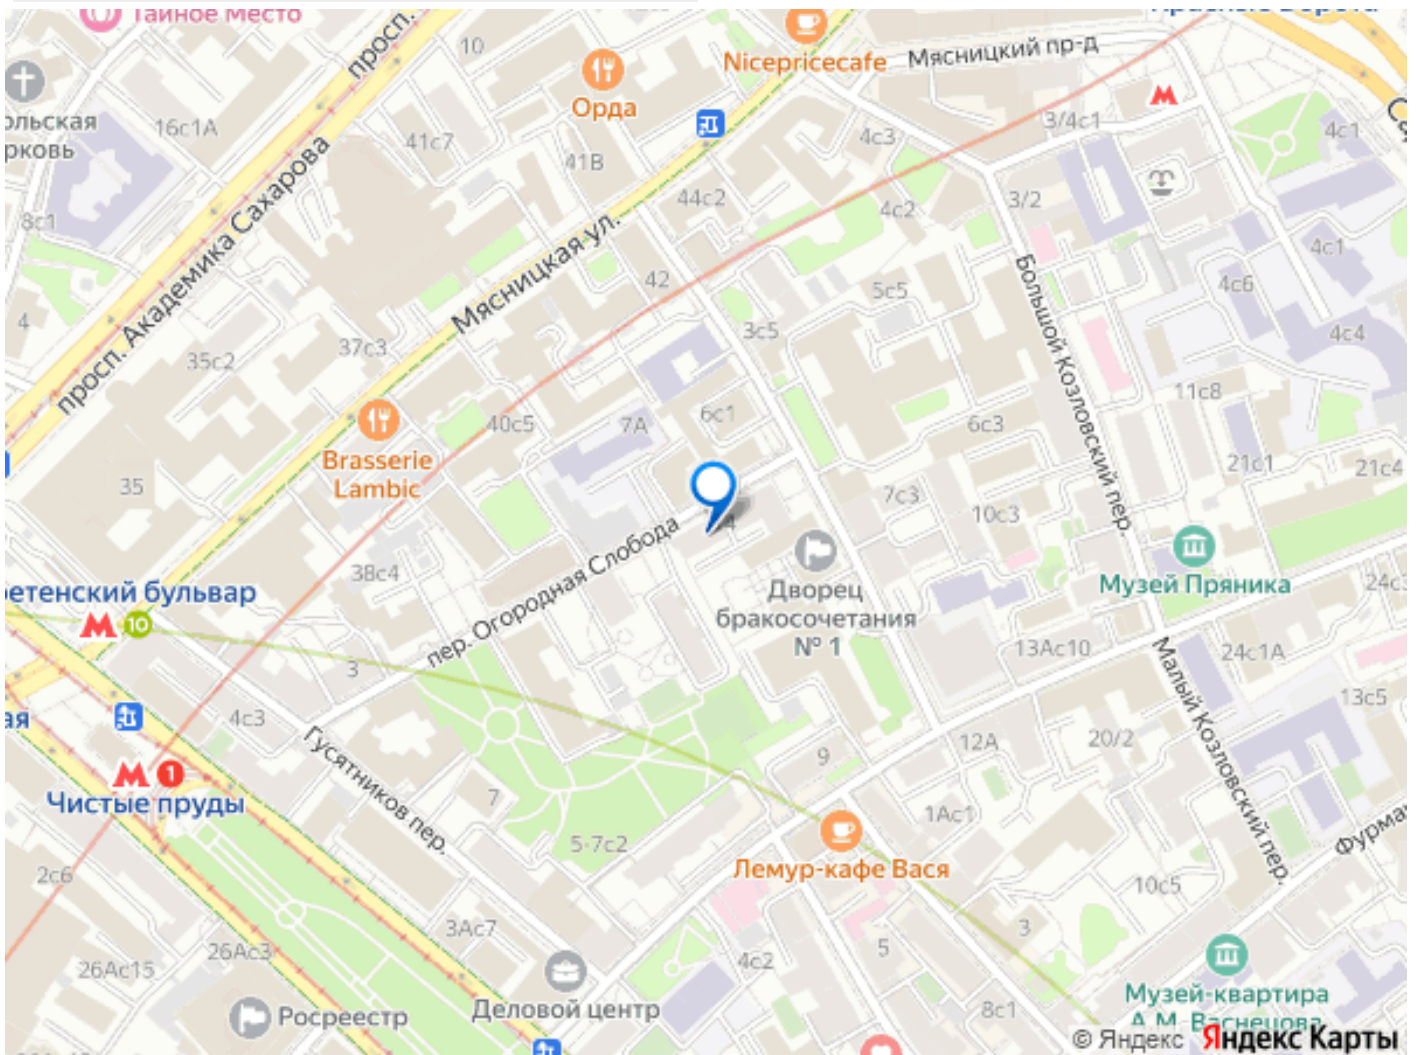 Тайное Место
просп.
10
Nicepricecafe
Мясницкий пр-д
Орда
ольская
рковь
16с1А
41с7
41В
3/4с1
4с3
4с1
44с2
4с2
3/2
8с1
4с1
просп. Академика Сахарова
Мясницкая ул.
42
5с5
4с6
4
35с2
37с3
3с5
4с4
Большой Козловский пер.
11с8
40с5
7А
6с1
6с3
Brasserie
Lambic
35
21с1
21с4
7с3
10с3
4
38с4
пер. Огородная Слобода
Дворец
бракосочетания
№ 1
Музей Пряника
24с3
ретенский бульвар
10
13Ас10
24с1А
3
13с5
ая
4с3
Гусятников пер.
Малый Козловский пер.
9
12А
20/2
1
Чистые пруды
7
5-7с2
1Ас1
Фурма
Лемур-кафе Вася
2с6
10с5
3Ас7
26Ас3
26Ас15
4с2
5
3
Деловой центр
Росреестр
8с1
Музей-квартира
А.М. Васнецова
© Яндекс Яндекс Карты